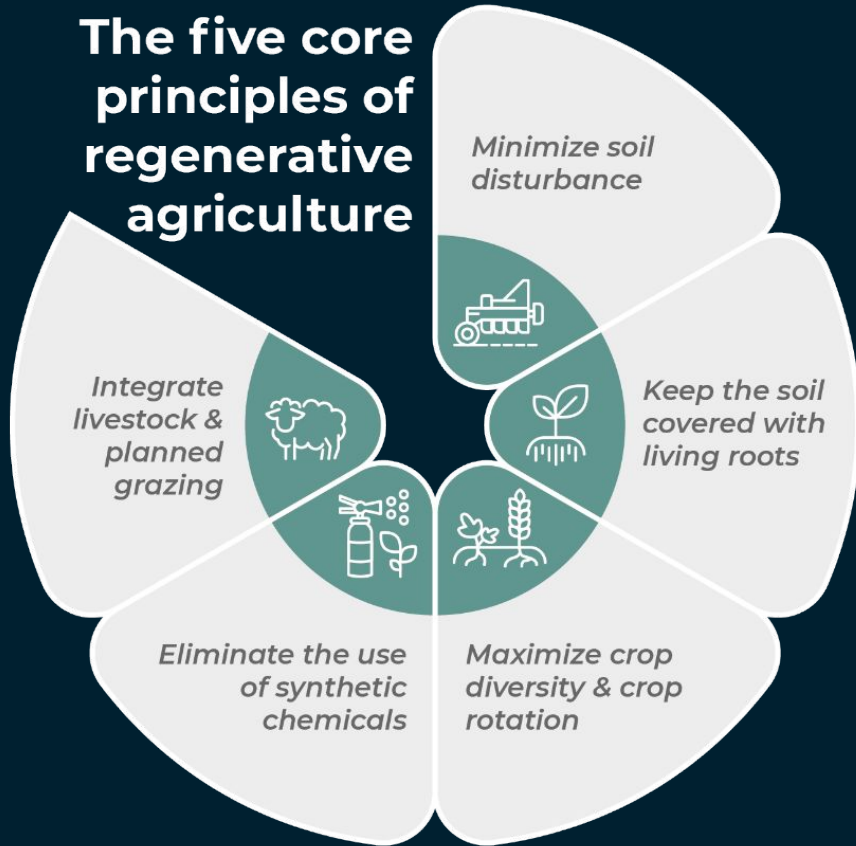 The five core
principles of
regenerative
agriculture
Minimize soil
disturbance
Keep the soil
covered with
living roots
Maximize crop
diversity & crop
rotation
Eliminate the use
of synthetic
chemicals
Integrate
livestock &
planned
grazing